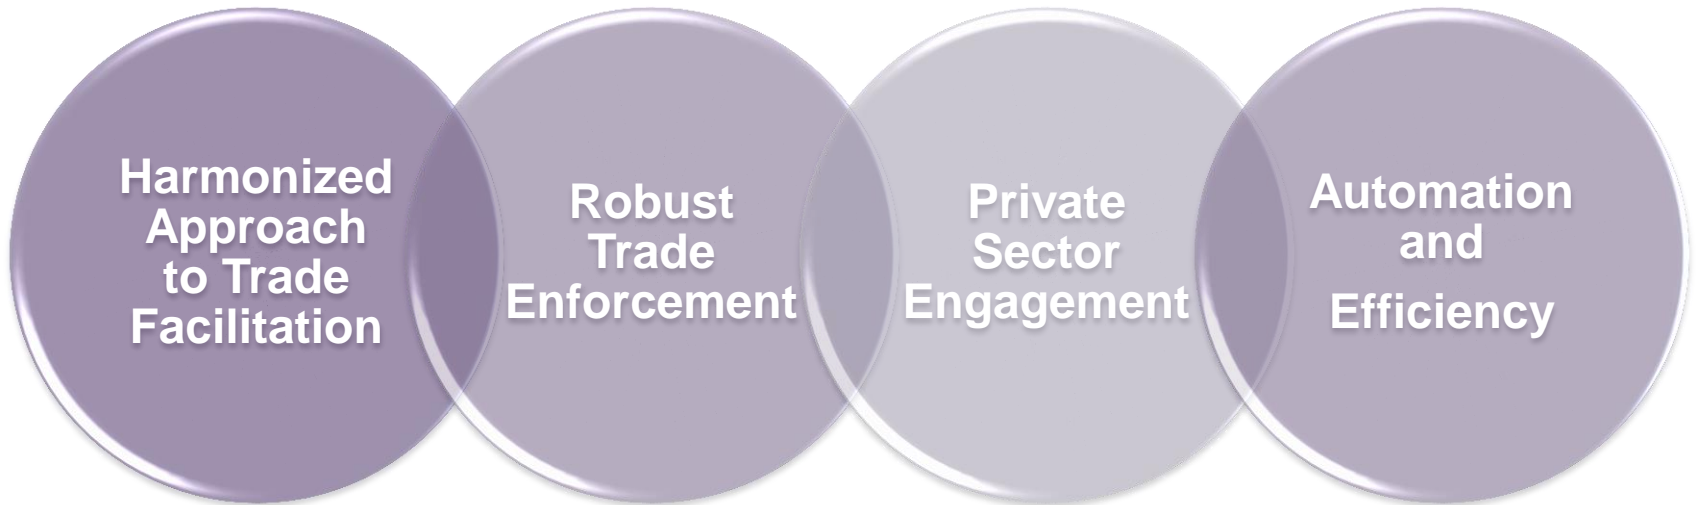 Harmonized
Approach
to Trade
Facilitation
Robust
Trade
Enforcement
Private
Sector
Engagement
Automation
and
Efficiency